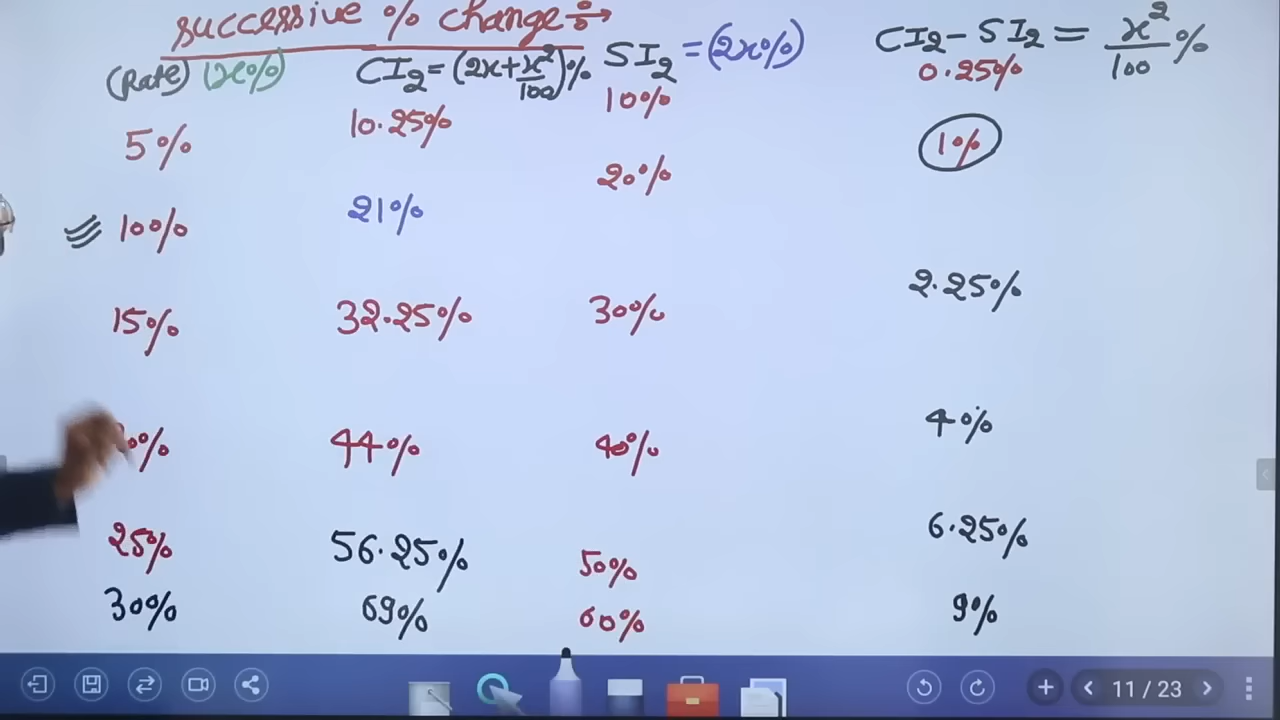 successive % change÷→
(Rate) (x%) CI₂=(2x+x²/100)% SI₂=(2x%) CI₂-SI₂= x²/100 %
5% 10.25% 10% 0.25%
10% 21% 20% 1%
15% 32.25% 30% 2.25%
0% 44% 40% 4%
25% 56.25% 50% 6.25%
30% 69% 60% 9%
11 / 23